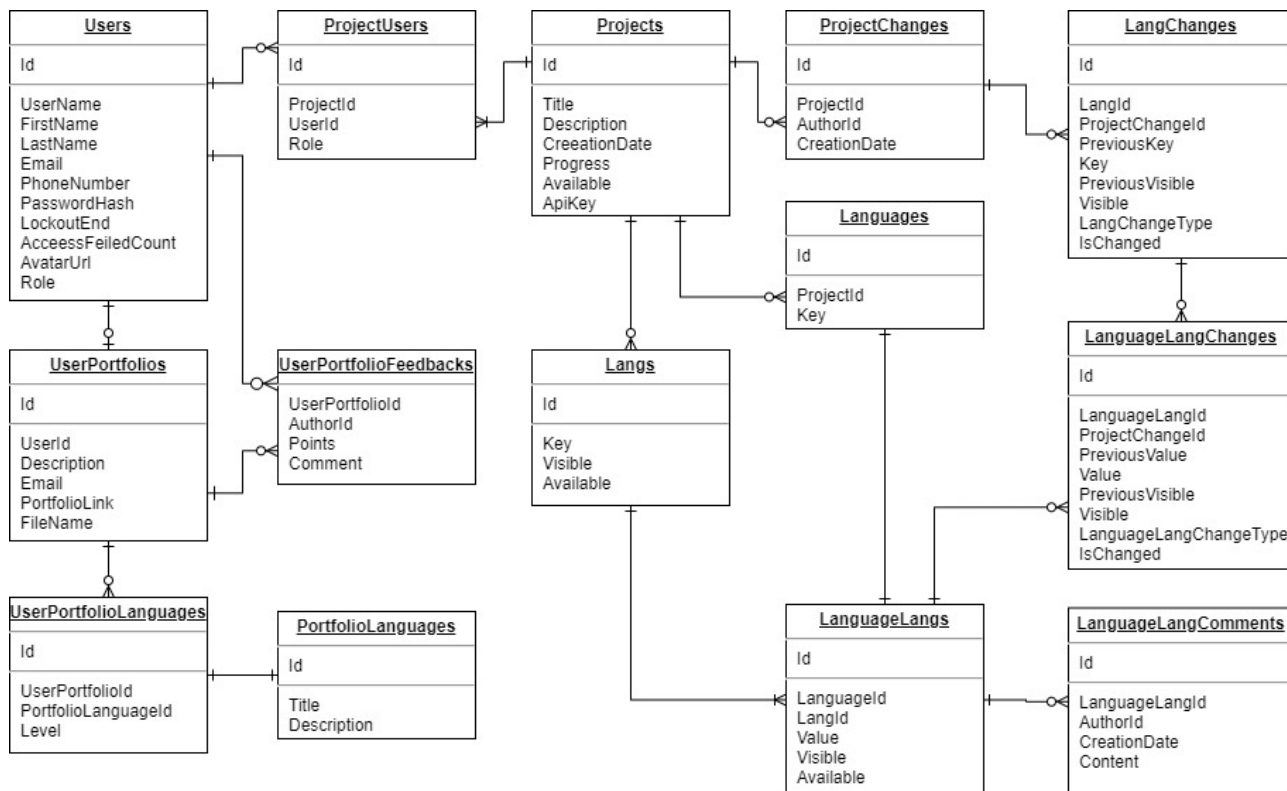 Users
Id
UserName
FirstName
LastName
Email
PhoneNumber
PasswordHash
LockoutEnd
AcceessFeiledCount
AvatarUrl
Role
ProjectUsers
Id
ProjectId
UserId
Role
Projects
Id
Title
Description
CreeationDate
Progress
Available
ApiKey
ProjectChanges
Id
ProjectId
AuthorId
CreationDate
LangChanges
Id
LangId
ProjectChangeId
PreviousKey
Key
PreviousVisible
Visible
LangChangeType
IsChanged
Languages
Id
ProjectId
Key
UserPortfolios
Id
UserId
Description
Email
PortfolioLink
FileName
UserPortfolioFeedbacks
UserPortfolioId
AuthorId
Points
Comment
Langs
Id
Key
Visible
Available
LanguageLangChanges
Id
LanguageLangId
ProjectChangeId
PreviousValue
Value
PreviousVisible
Visible
LanguageLangChangeType
IsChanged
UserPortfolioLanguages
Id
UserPortfolioId
PortfolioLanguageId
Level
PortfolioLanguages
Id
Title
Description
LanguageLangs
Id
LanguageId
LangId
Value
Visible
Available
LanguageLangComments
Id
LanguageLangId
AuthorId
CreationDate
Content